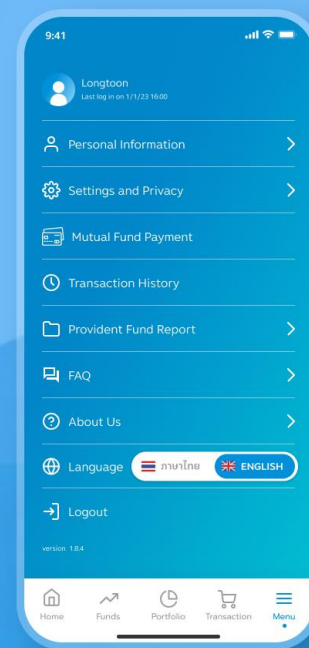 9:41
Longtoon
Last log in on 1/1/23 16:00
Personal Information
Settings and Privacy
Mutual Fund Payment
Transaction History
Provident Fund Report
FAQ
About Us
Language ภาษาไทย ENGLISH
Logout
version 1.8.4
Home Funds Portfolio Transaction Menu